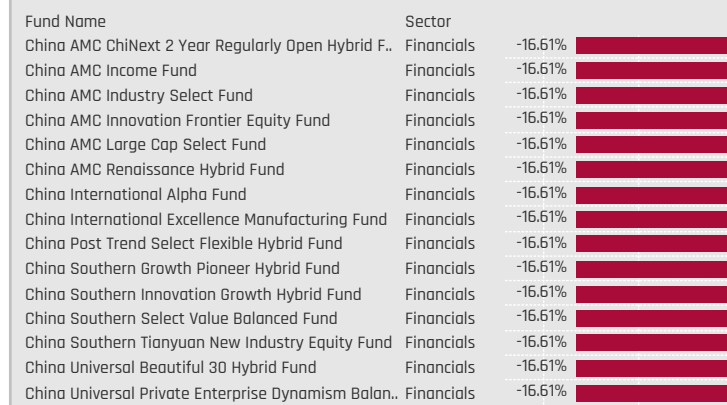 Fund Name Sector
China AMC ChiNext 2 Year Regularly Open Hybrid F.. Financials -16.61%
China AMC Income Fund Financials -16.61%
China AMC Industry Select Fund Financials -16.61%
China AMC Innovation Frontier Equity Fund Financials -16.61%
China AMC Large Cap Select Fund Financials -16.61%
China AMC Renaissance Hybrid Fund Financials -16.61%
China International Alpha Fund Financials -16.61%
China International Excellence Manufacturing Fund Financials -16.61%
China Post Trend Select Flexible Hybrid Fund Financials -16.61%
China Southern Growth Pioneer Hybrid Fund Financials -16.61%
China Southern Innovation Growth Hybrid Fund Financials -16.61%
China Southern Select Value Balanced Fund Financials -16.61%
China Southern Tianyuan New Industry Equity Fund Financials -16.61%
China Universal Beautiful 30 Hybrid Fund Financials -16.61%
China Universal Private Enterprise Dynamism Balan.. Financials -16.61%